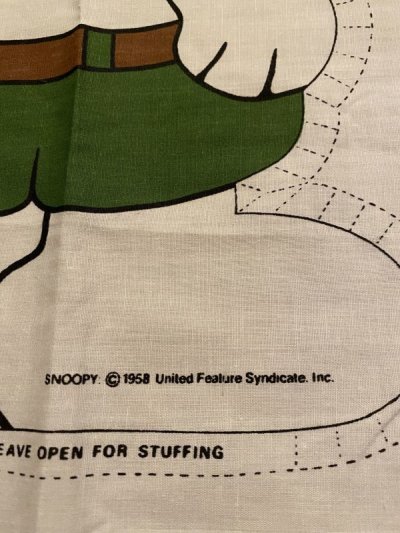 SNOOPY. © 1958 United Feature Syndicate, Inc.
EAVE OPEN FOR STUFFING